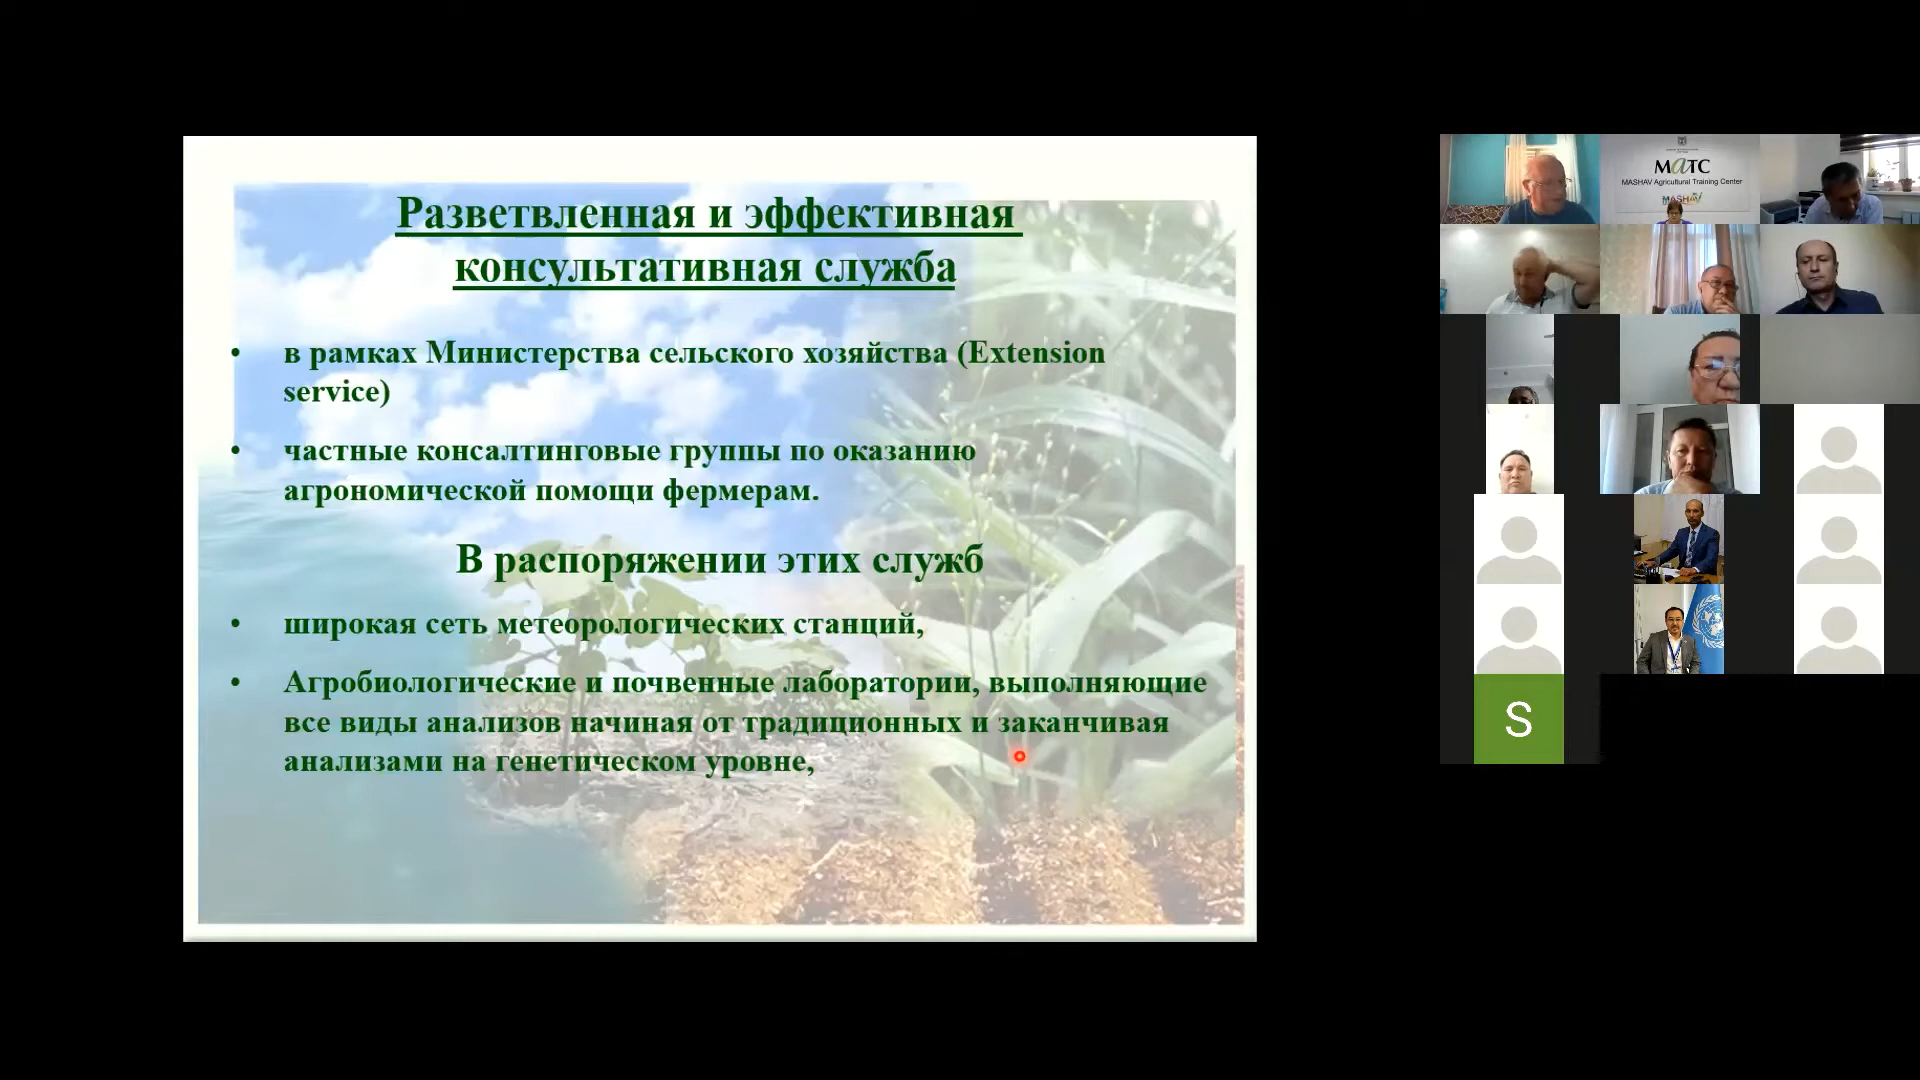 Разветвленная и эффективная
консультативная служба
• в рамках Министерства сельского хозяйства (Extension
service)
• частные консалтинговые группы по оказанию
агрономической помощи фермерам.
В распоряжении этих служб
• широкая сеть метеорологических станций,
• Агробиологические и почвенные лаборатории, выполняющие
все виды анализов начиная от традиционных и заканчивая
анализами на генетическом уровне,
MaTC
MASHAV Agricultural Training Center
MASHAV
S